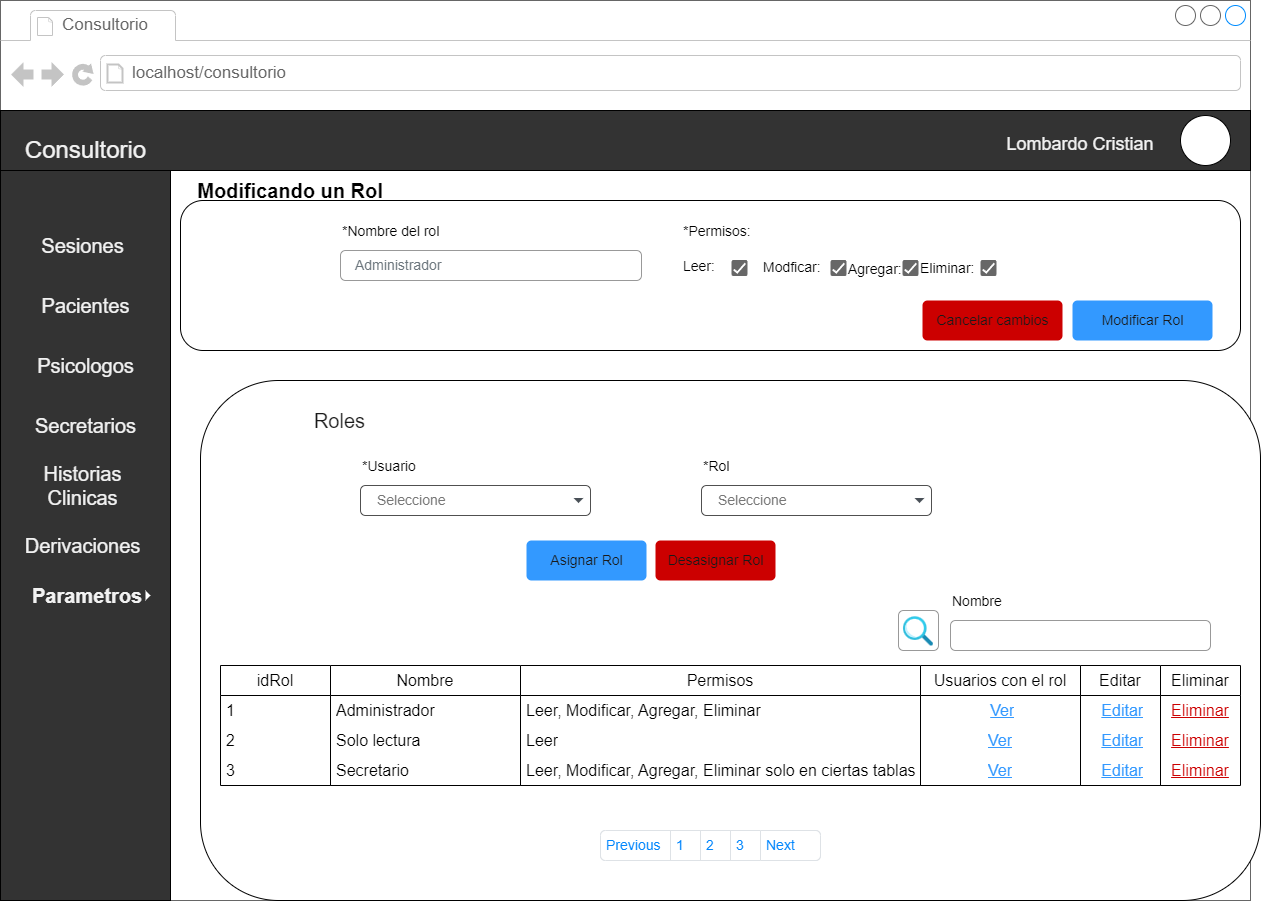 Consultorio
localhost/consultorio
Consultorio
Lombardo Cristian
Sesiones
Pacientes
Psicologos
Secretarios
Historias
Clinicas
Derivaciones
Parametros
Modificando un Rol
*Nombre del rol
*Permisos:
Administrador
Leer: Modficar: Agregar: Eliminar:
Cancelar cambios Modificar Rol
Roles
*Usuario *Rol
Seleccione Seleccione
Asignar Rol Desasignar Rol
Nombre
idRol Nombre Permisos Usuarios con el rol Editar Eliminar
1 Administrador Leer, Modificar, Agregar, Eliminar Ver Editar Eliminar
2 Solo lectura Leer Ver Editar Eliminar
3 Secretario Leer, Modificar, Agregar, Eliminar solo en ciertas tablas Ver Editar Eliminar
Previous 1 2 3 Next